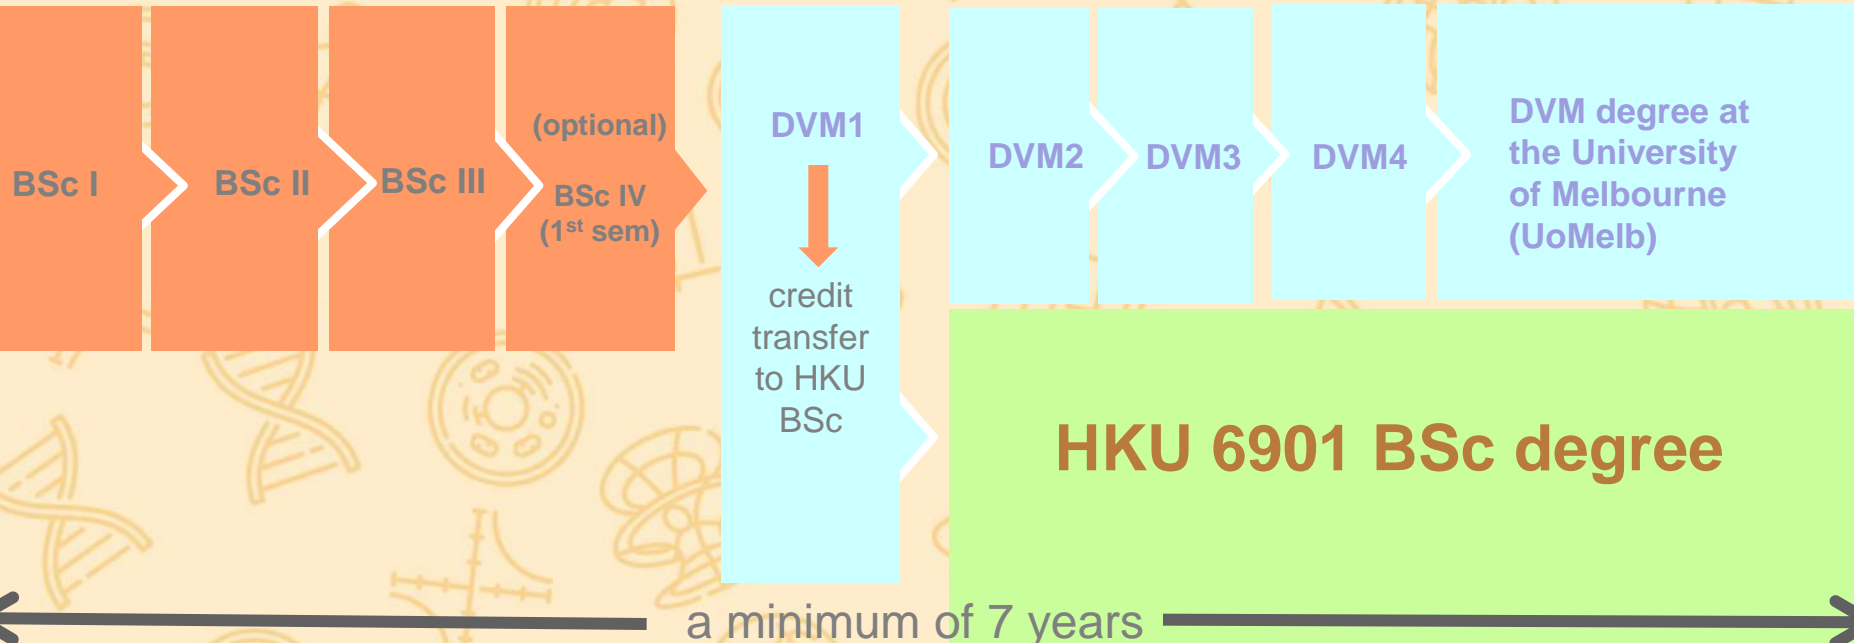 BSc I
BSc II
BSc III
(optional)
BSc IV
(1st sem)
DVM1
credit
transfer
to HKU
BSc
DVM2
DVM3
DVM4
DVM degree at
the University
of Melbourne
(UoMelb)
HKU 6901 BSc degree
a minimum of 7 years